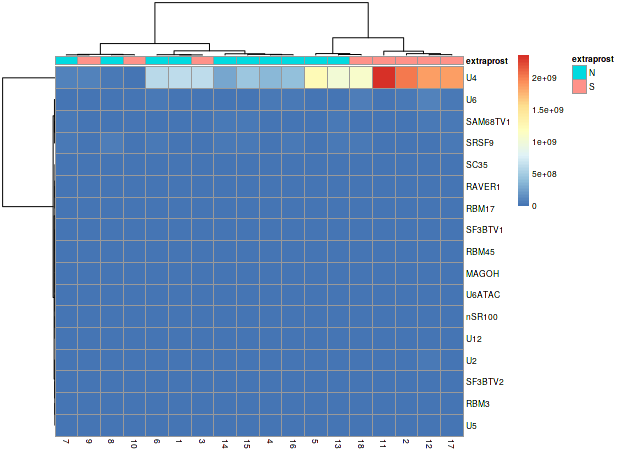 extraprost
U4
U6
SAM68TV1
SRSF9
SC35
RAVER1
RBM17
SF3BTV1
RBM45
MAGOH
U6ATAC
nSR100
U12
U2
SF3BTV2
RBM3
U5
7 9 8 10 6 1 3 14 15 4 16 5 13 18 11 2 12 17
2e+09
1.5e+09
1e+09
5e+08
0
extraprost
N
S